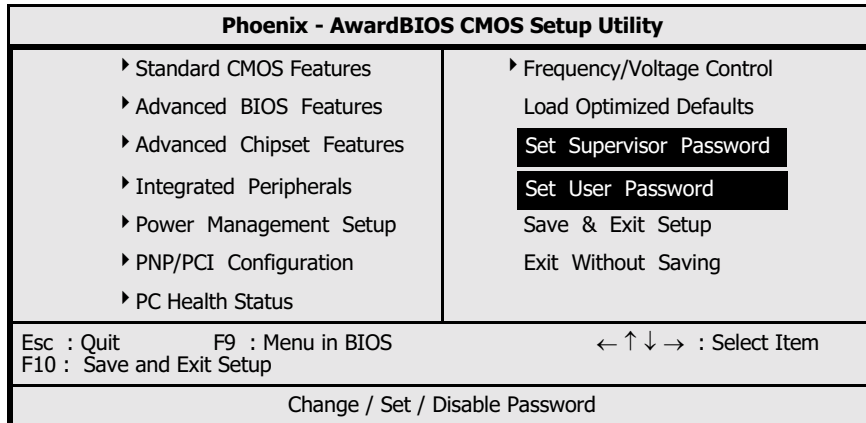 Phoenix - AwardBIOS CMOS Setup Utility
Standard CMOS Features
Advanced BIOS Features
Advanced Chipset Features
Integrated Peripherals
Power Management Setup
PNP/PCI Configuration
PC Health Status
Frequency/Voltage Control
Load Optimized Defaults
Set Supervisor Password
Set User Password
Save & Exit Setup
Exit Without Saving
Esc : Quit F9 : Menu in BIOS ←↑↓→ : Select Item
F10 : Save and Exit Setup
Change / Set / Disable Password